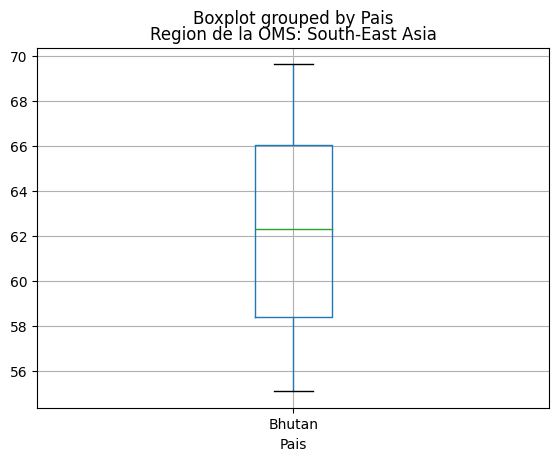 Boxplot grouped by Pais
Region de la OMS: South-East Asia
70
68
66
64
62
60
58
56
Bhutan
Pais